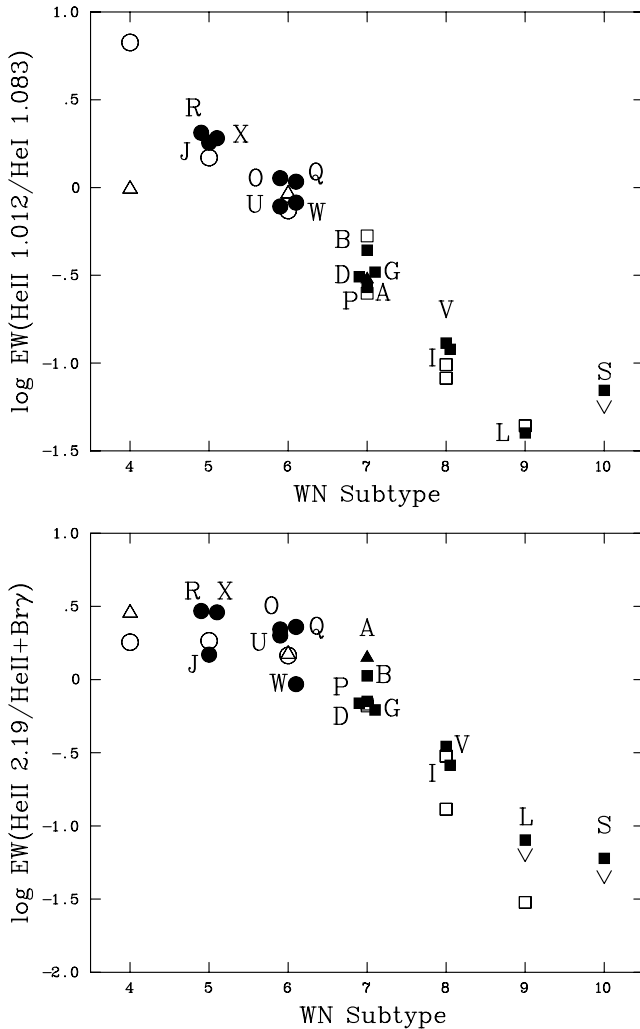 log EW(HeII 1.012/HeI 1.083)
1.0
.5
0
-.5
-1.0
-1.5
R
X
J
O
Q
U
W
B
D
G
P
A
V
I
S
L
4 5 6 7 8 9 10
WN Subtype
log EW(HeII 2.19/HeII+Brγ)
1.0
.5
0
-.5
-1.0
-1.5
-2.0
R X
O
J
U
Q
W
A
P
B
D
G
V
I
L
S
4 5 6 7 8 9 10
WN Subtype